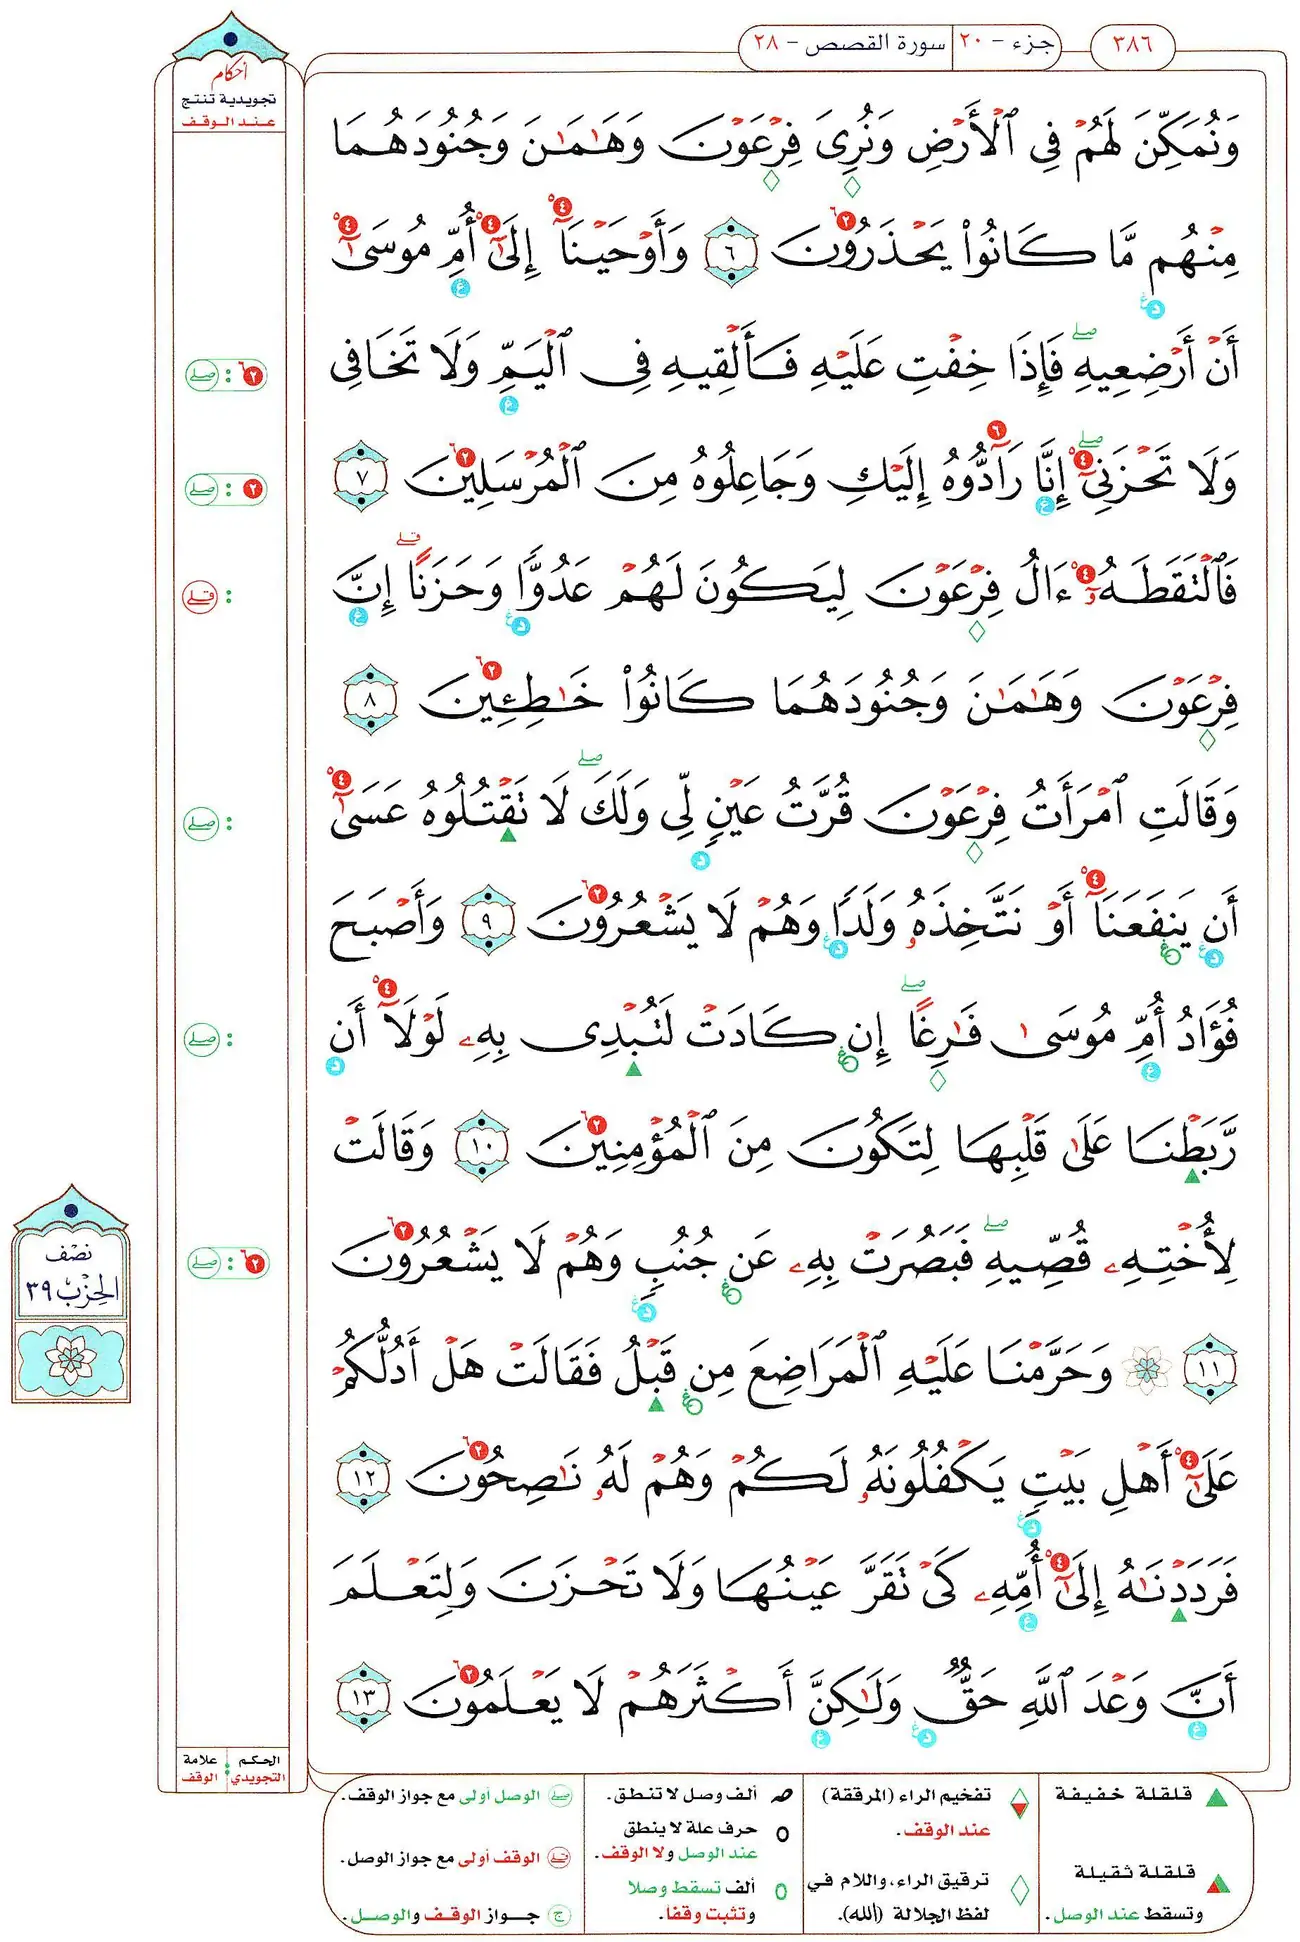 ٣٨٦
جزء - ٢٠
سورة القصص - ٢٨
أحكام
تجويدية تنتج
عند الوقف
وَنُمَكِّنَ لَهُمۡ فِي ٱلۡأَرۡضِ وَنُرِيَ فِرۡعَوۡنَ وَهَٰمَٰنَ وَجُنُودَهُمَا
مِنۡهُم مَّا كَانُواْ يَحۡذَرُونَ ٦ وَأَوۡحَيۡنَآ إِلَىٰٓ أُمِّ مُوسَىٰٓ
أَنۡ أَرۡضِعِيهِۖ فَإِذَا خِفۡتِ عَلَيۡهِ فَأَلۡقِيهِ فِي ٱلۡيَمِّ وَلَا تَخَافِي
وَلَا تَحۡزَنِيٓۖ إِنَّا رَآدُّوهُ إِلَيۡكِ وَجَاعِلُوهُ مِنَ ٱلۡمُرۡسَلِينَ ٧
فَٱلۡتَقَطَهُۥٓ ءَالُ فِرۡعَوۡنَ لِيَكُونَ لَهُمۡ عَدُوّٗا وَحَزَنًاۗ إِنَّ
فِرۡعَوۡنَ وَهَٰمَٰنَ وَجُنُودَهُمَا كَانُواْ خَٰطِـِٔينَ ٨
وَقَالَتِ ٱمۡرَأَتُ فِرۡعَوۡنَ قُرَّتُ عَيۡنٖ لِّي وَلَكَۖ لَا تَقۡتُلُوهُ عَسَىٰٓ
أَن يَنفَعَنَآ أَوۡ نَتَّخِذَهُۥ وَلَدٗا وَهُمۡ لَا يَشۡعُرُونَ ٩ وَأَصۡبَحَ
فُؤَادُ أُمِّ مُوسَىٰ فَٰرِغًاۖ إِن كَادَتۡ لَتُبۡدِي بِهِۦ لَوۡلَآ أَن
رَّبَطۡنَا عَلَىٰ قَلۡبِهَا لِتَكُونَ مِنَ ٱلۡمُؤۡمِنِينَ ١٠ وَقَالَتۡ
لِأُخۡتِهِۦ قُصِّيهِۖ فَبَصُرَتۡ بِهِۦ عَن جُنُبٖ وَهُمۡ لَا يَشۡعُرُونَ
١١ ۞ وَحَرَّمۡنَا عَلَيۡهِ ٱلۡمَرَاضِعَ مِن قَبۡلُ فَقَالَتۡ هَلۡ أَدُلُّكُمۡ
عَلَىٰٓ أَهۡلِ بَيۡتٖ يَكۡفُلُونَهُۥ لَكُمۡ وَهُمۡ لَهُۥ نَٰصِحُونَ ١٢
فَرَدَدۡنَٰهُ إِلَىٰٓ أُمِّهِۦ كَيۡ تَقَرَّ عَيۡنُهَا وَلَا تَحۡزَنَ وَلِتَعۡلَمَ
أَنَّ وَعۡدَ ٱللَّهِ حَقّٞ وَلَٰكِنَّ أَكۡثَرَهُمۡ لَا يَعۡلَمُونَ ١٣
نصف
الحزب ٣٩
الحكم التجويدي
علامة الوقف
قلقلة خفيفة
قلقلة ثقيلة
وتسقط عند الوصل.
تفخيم الراء (المرققة)
عند الوقف.
ترقيق الراء، واللام في
لفظ الجلالة (الله).
ألف وصل لا تنطق.
حرف علة لا ينطق
عند الوصل ولا الوقف.
ألف تسقط وصلا
وتثبت وقفا.
صلے الوصل أولى مع جواز الوقف.
قلے الوقف أولى مع جواز الوصل.
ج جواز الوقف والوصل.